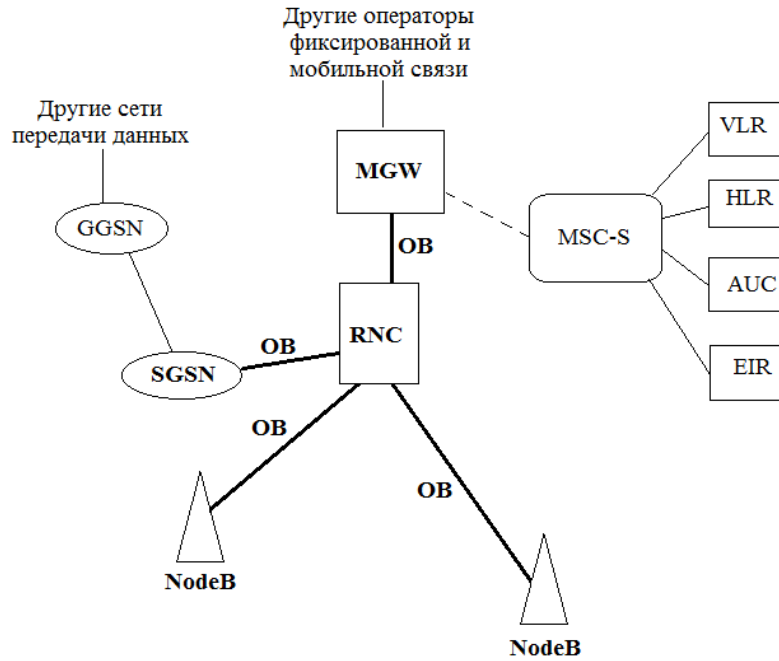 Другие операторы
фиксированной и
мобильной связи
Другие сети
передачи данных
MGW
VLR
HLR
GGSN
MSC-S
OB
AUC
RNC
OB
SGSN
EIR
OB
OB
NodeB
NodeB